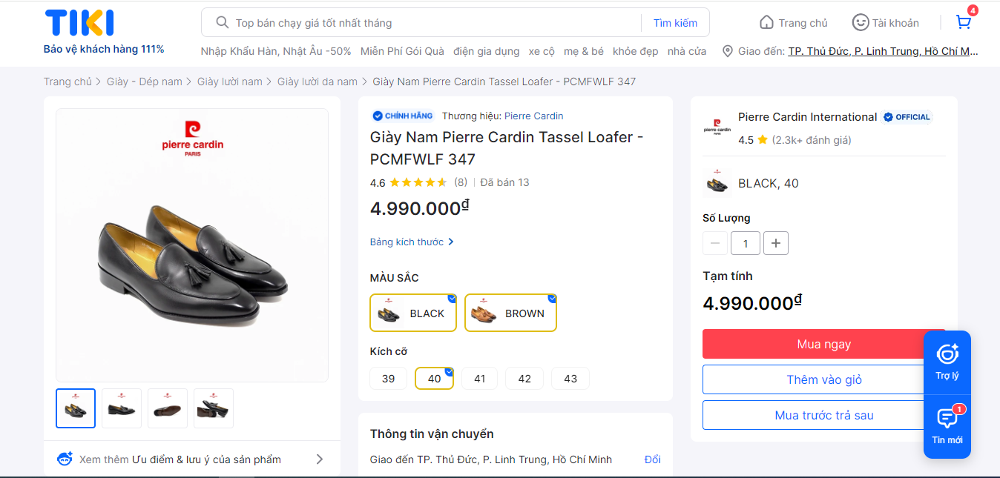 TIKI
Bảo vệ khách hàng 111%
Top bán chạy giá tốt nhất tháng
Tìm kiếm
Trang chủ
Tài khoản
4
Nhập Khẩu Hàn, Nhật Âu -50% Miễn Phí Gói Quà điện gia dụng xe cộ mẹ & bé khỏe đẹp nhà cửa
Giao đến: TP. Thủ Đức, P. Linh Trung, Hồ Chí M...
Trang chủ > Giày - Dép nam > Giày lười nam > Giày lười da nam > Giày Nam Pierre Cardin Tassel Loafer - PCMFWLF 347
pierre cardin
PARIS
Xem thêm Ưu điểm & lưu ý của sản phẩm
CHÍNH HÃNG Thương hiệu: Pierre Cardin
Giày Nam Pierre Cardin Tassel Loafer -
PCMFWLF 347
4.6 (8) Đã bán 13
4.990.000₫
Bảng kích thước
MÀU SẮC
BLACK
BROWN
Kích cỡ
39 40 41 42 43
Thông tin vận chuyển
Giao đến TP. Thủ Đức, P. Linh Trung, Hồ Chí Minh Đổi
pierre cardin
Pierre Cardin International OFFICIAL
4.5 (2.3k+ đánh giá)
BLACK, 40
Số Lượng
1
Tạm tính
4.990.000₫
Mua ngay
Thêm vào giỏ
Mua trước trả sau
Trợ lý
1
Tin mới